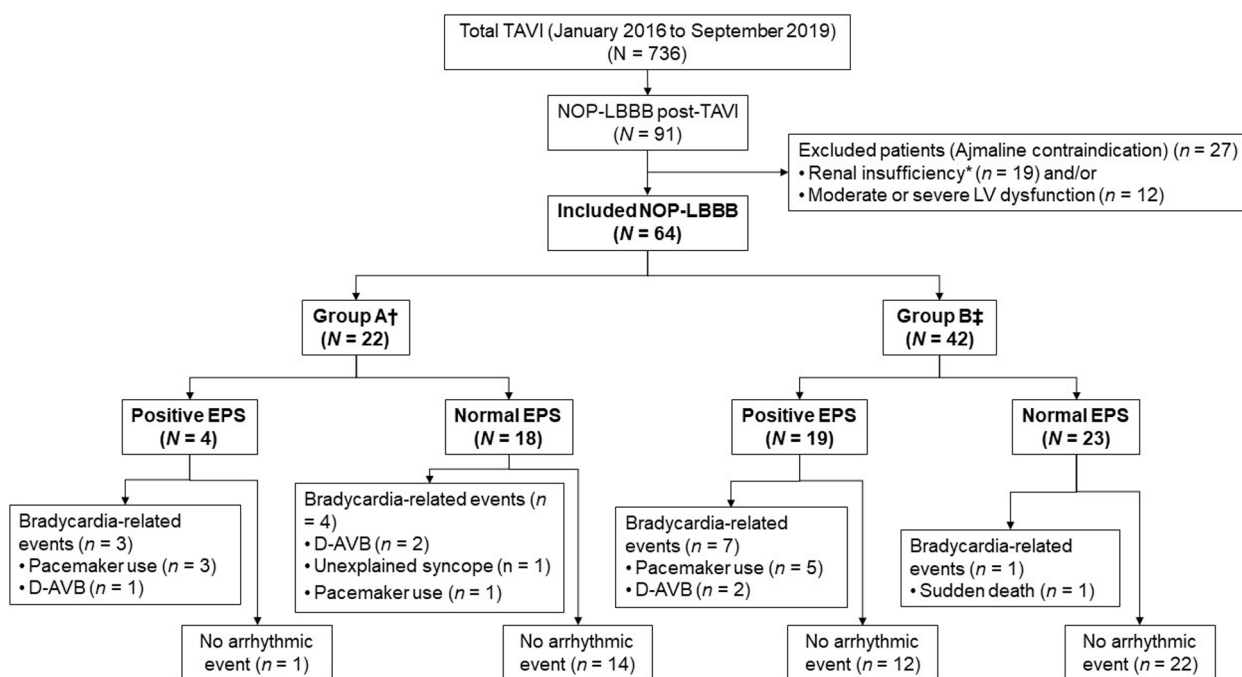 Total TAVI (January 2016 to September 2019)
(N = 736)
NOP-LBBB post-TAVI
(N = 91)
Excluded patients (Ajmaline contraindication) (n = 27)
• Renal insufficiency* (n = 19) and/or
• Moderate or severe LV dysfunction (n = 12)
Included NOP-LBBB
(N = 64)
Group A†
(N = 22)
Group B‡
(N = 42)
Positive EPS
(N = 4)
Normal EPS
(N = 18)
Positive EPS
(N = 19)
Normal EPS
(N = 23)
Bradycardia-related
events (n = 3)
• Pacemaker use (n = 3)
• D-AVB (n = 1)
Bradycardia-related events (n
= 4)
• D-AVB (n = 2)
• Unexplained syncope (n = 1)
• Pacemaker use (n = 1)
Bradycardia-related
events (n = 7)
• Pacemaker use (n = 5)
• D-AVB (n = 2)
Bradycardia-related
events (n = 1)
• Sudden death (n = 1)
No arrhythmic
event (n = 1)
No arrhythmic
event (n = 14)
No arrhythmic
event (n = 12)
No arrhythmic
event (n = 22)